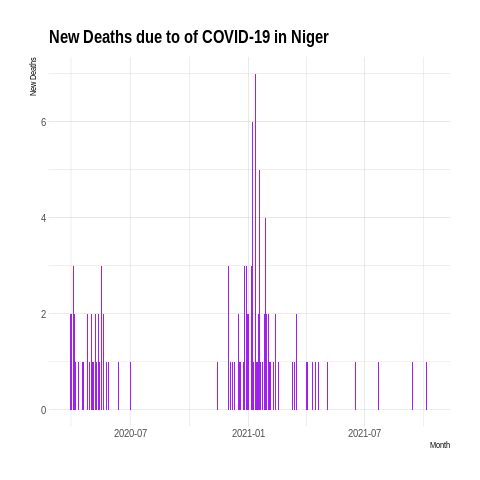 New Deaths due to of COVID-19 in Niger
New Deaths
6
4
2
0
2020-07 2021-01 2021-07
Month